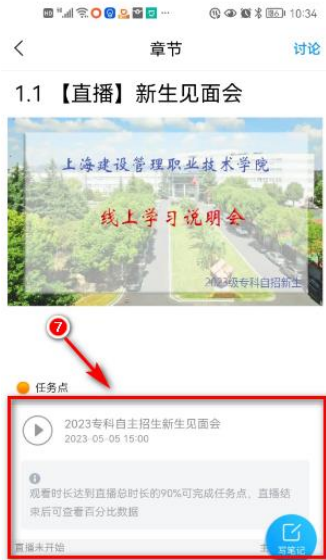 10:34
章节
讨论
1.1 【直播】新生见面会
上海建设管理职业技术学院
线上学习说明会
2023级专科自招新生
7
任务点
2023专科自主招生新生见面会
2023-05-05 15:00
观看时长达到直播总时长的90%可完成任务点，直播结
束后可查看百分比数据
直播未开始
写笔记